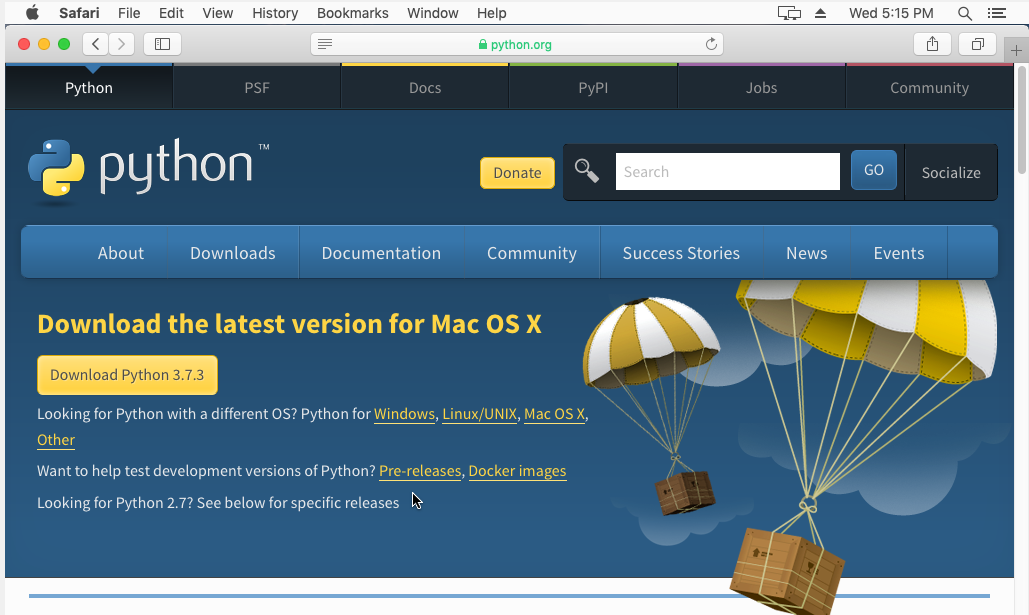 Safari File Edit View History Bookmarks Window Help Wed 5:15 PM
python.org
Python PSF Docs PyPI Jobs Community
python™
Donate Search GO Socialize
About Downloads Documentation Community Success Stories News Events
Download the latest version for Mac OS X
Download Python 3.7.3
Looking for Python with a different OS? Python for Windows, Linux/UNIX, Mac OS X,
Other
Want to help test development versions of Python? Pre-releases, Docker images
Looking for Python 2.7? See below for specific releases